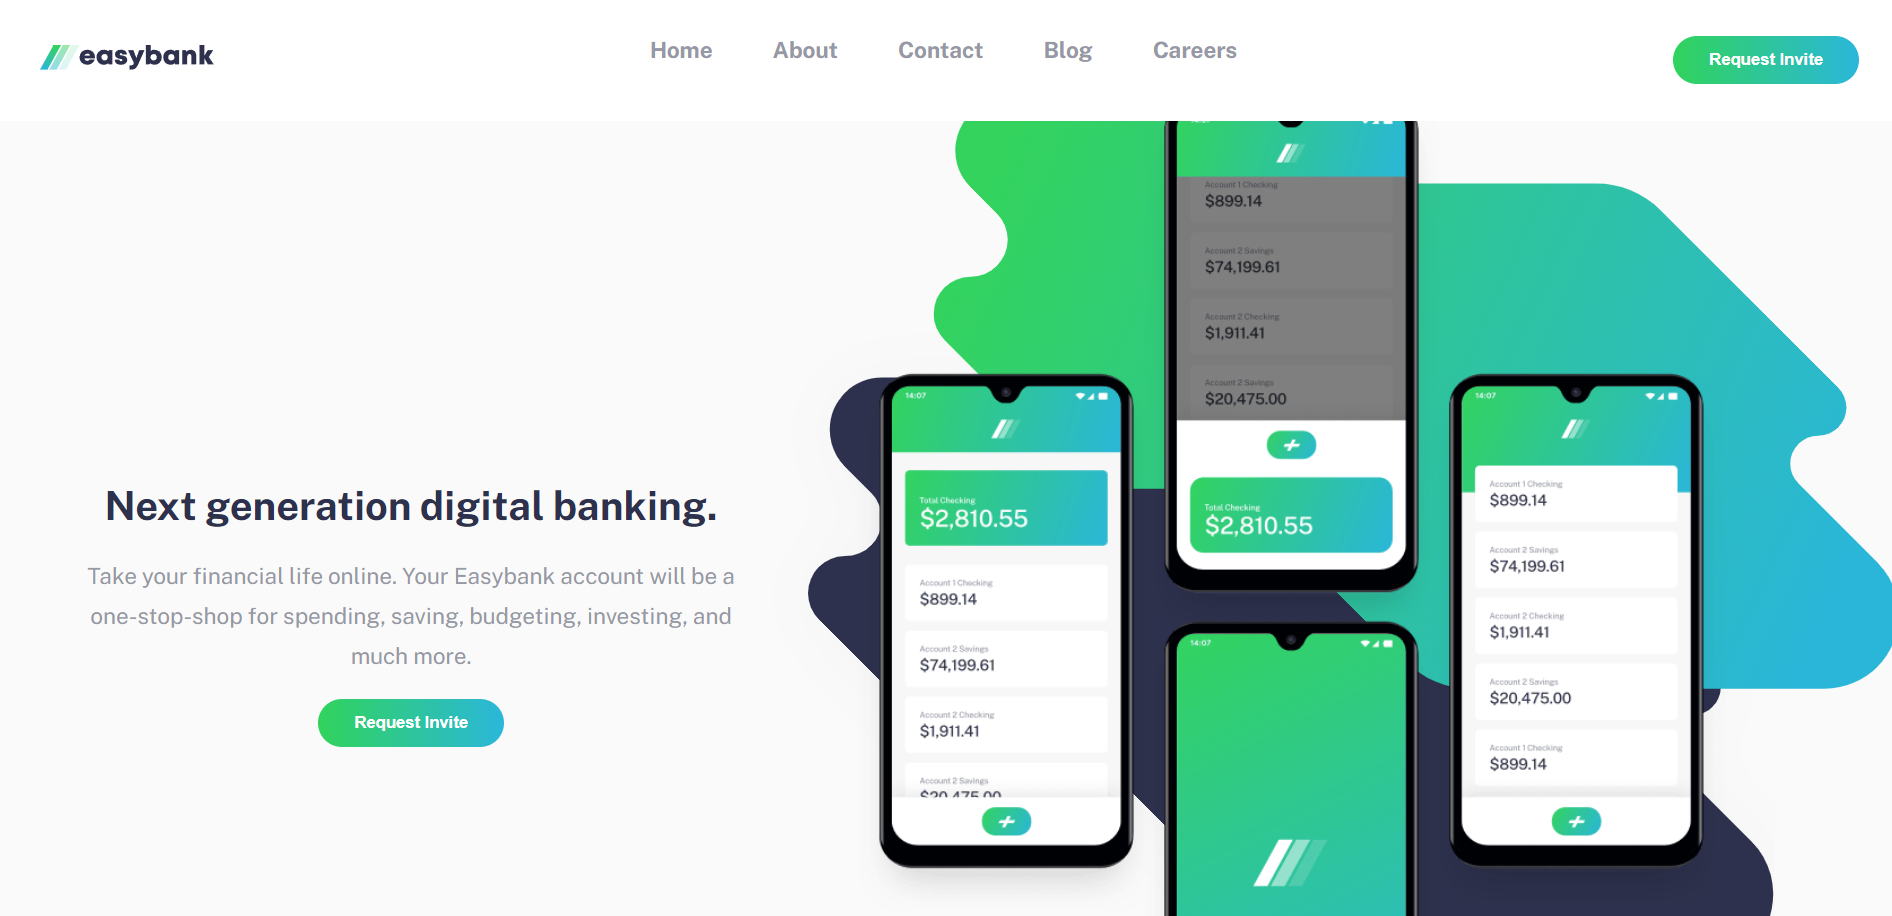 easybank
Home
About
Contact
Blog
Careers
Request Invite
Next generation digital banking.
Take your financial life online. Your Easybank account will be a
one-stop-shop for spending, saving, budgeting, investing, and
much more.
Request Invite
14:07
Total Checking
$2,810.55
Account 1 Checking
$899.14
Account 2 Savings
$74,199.61
Account 2 Checking
$1,911.41
Account 2 Savings
$20,475.00
Account 1 Checking
$899.14
Account 2 Savings
$74,199.61
Account 2 Checking
$1,911.41
Account 2 Savings
$20,475.00
Total Checking
$2,810.55
14:07
14:07
Account 1 Checking
$899.14
Account 2 Savings
$74,199.61
Account 2 Checking
$1,911.41
Account 2 Savings
$20,475.00
Account 1 Checking
$899.14